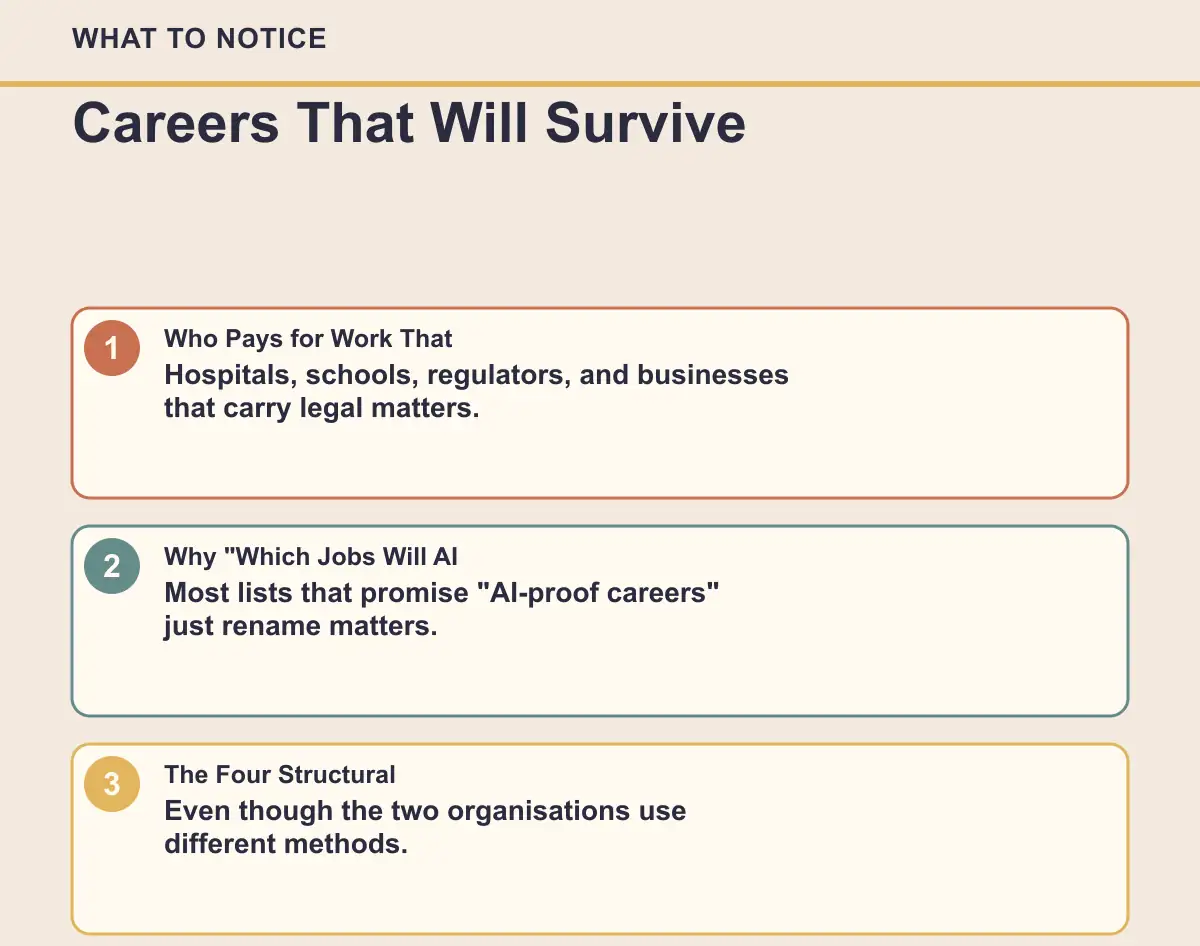 WHAT TO NOTICE
Careers That Will Survive
1
Who Pays for Work That
Hospitals, schools, regulators, and businesses
that carry legal matters.
2
Why "Which Jobs Will AI
Most lists that promise "AI-proof careers"
just rename matters.
3
The Four Structural
Even though the two organisations use
different methods.